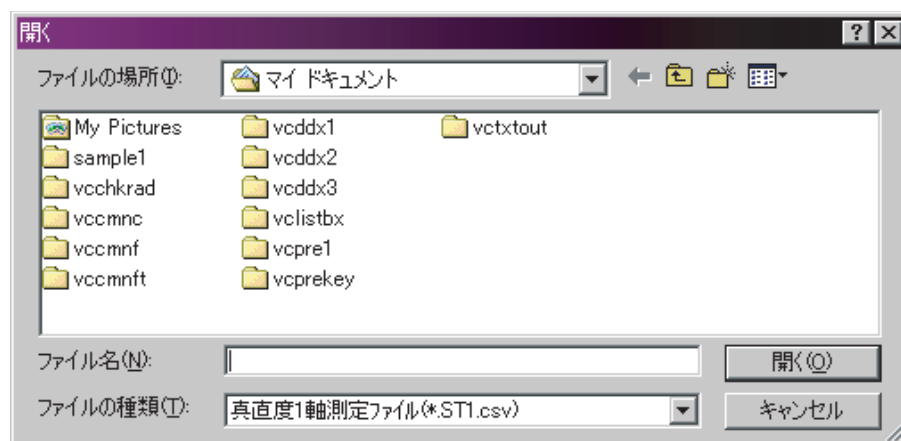 開く
ファイルの場所(I):
マイ ドキュメント
My Pictures
sample1
vcchkrad
vccmnc
vccmnf
vccmnft
vcddx1
vcddx2
vcddx3
vclistbx
vcpre1
vcprekey
vctxtout
ファイル名(N):
開く(O)
ファイルの種類(T):
真直度1軸測定ファイル(*.ST1.csv)
キャンセル